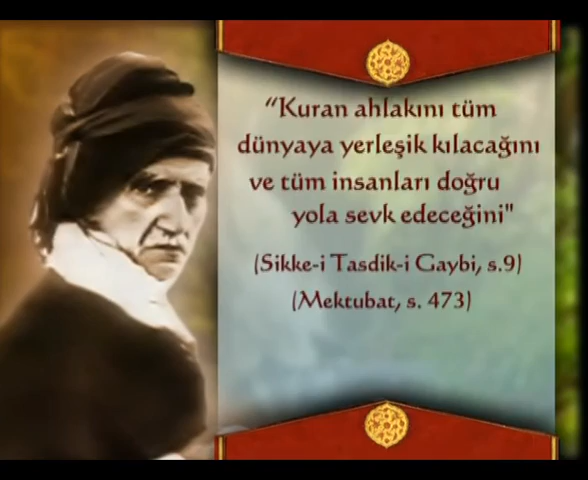 “Kuran ahlakını tüm
dünyaya yerleşik kılacağını
ve tüm insanları doğru
yola sevk edeceğini"
(Sikke-i Tasdik-i Gaybi, s.9)
(Mektubat, s. 473)